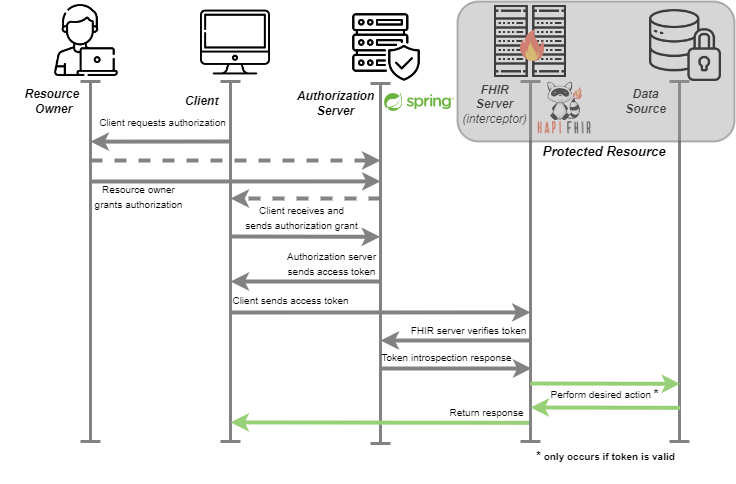 Resource
Owner
Client
Authorization
Server
spring
FHIR
Server
(interceptor)
HAPI FHIR
Data
Source
Protected Resource
Client requests authorization
Resource owner
grants authorization
Client receives and
sends authorization grant
Authorization server
sends access token
Client sends access token
FHIR server verifies token
Token introspection response
Perform desired action *
Return response
* only occurs if token is valid